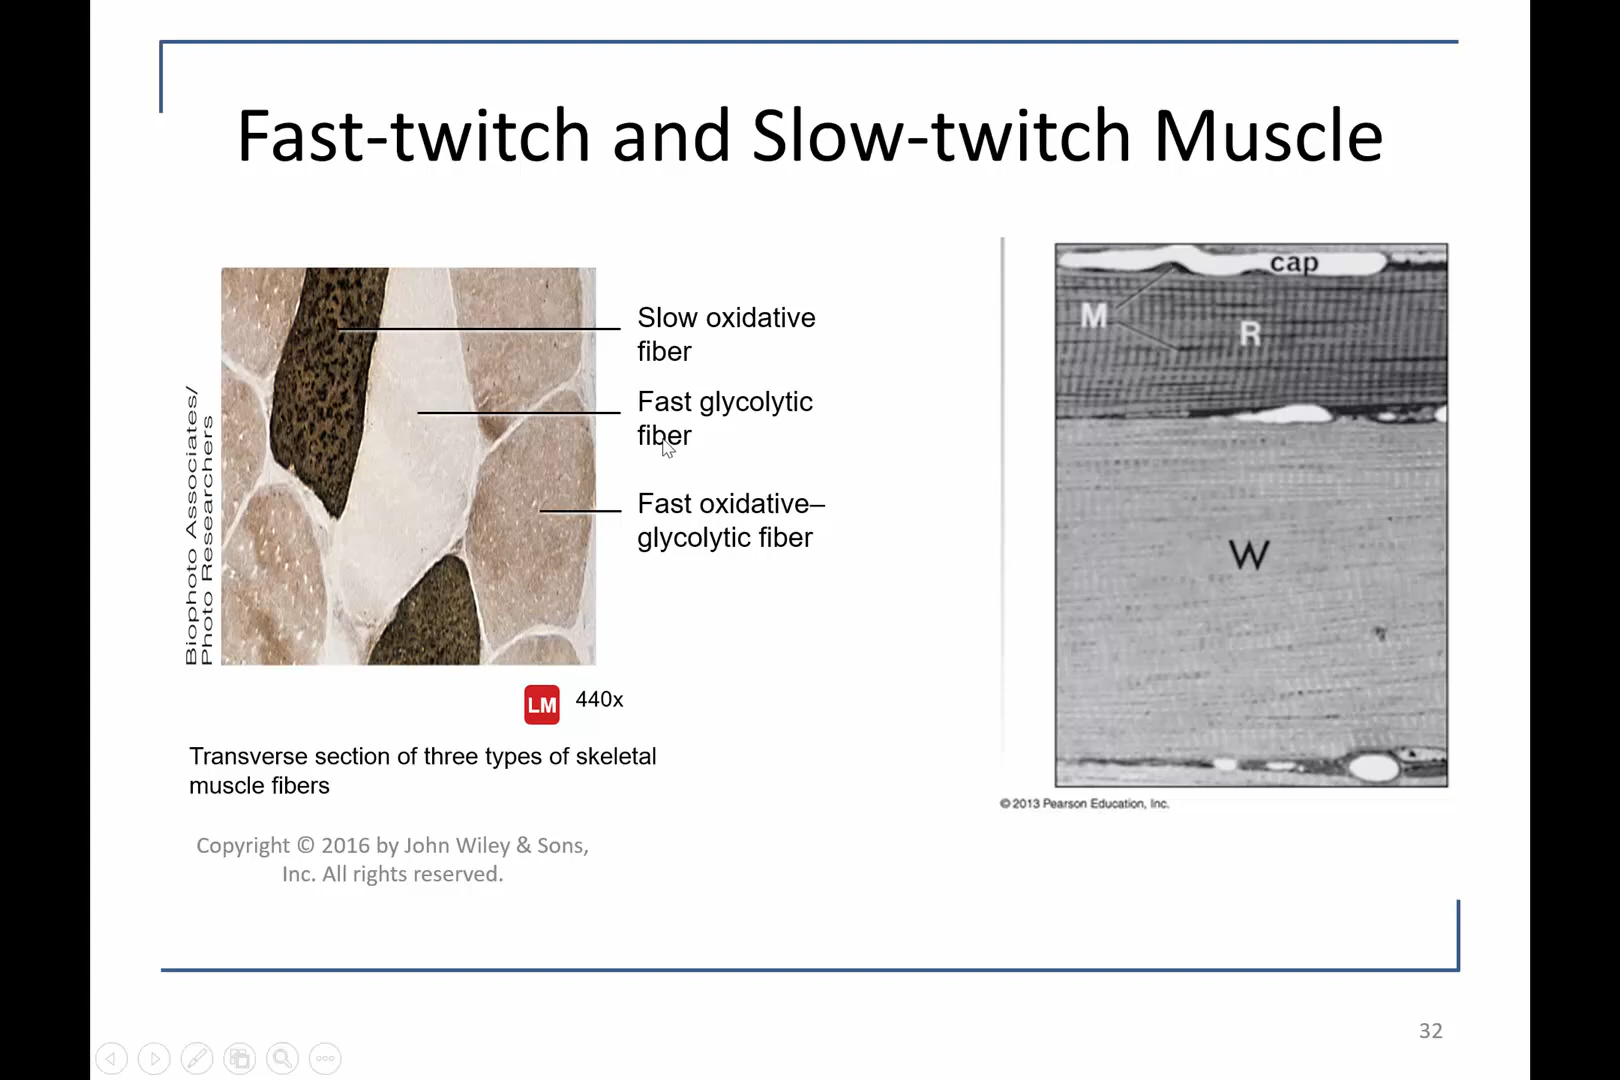 Fast-twitch and Slow-twitch Muscle
Biophoto Associates/
Photo Researchers
Slow oxidative
fiber
Fast glycolytic
fiber
Fast oxidative–
glycolytic fiber
LM 440x
Transverse section of three types of skeletal
muscle fibers
Copyright © 2016 by John Wiley & Sons,
Inc. All rights reserved.
cap
M
R
W
© 2013 Pearson Education, Inc.
32